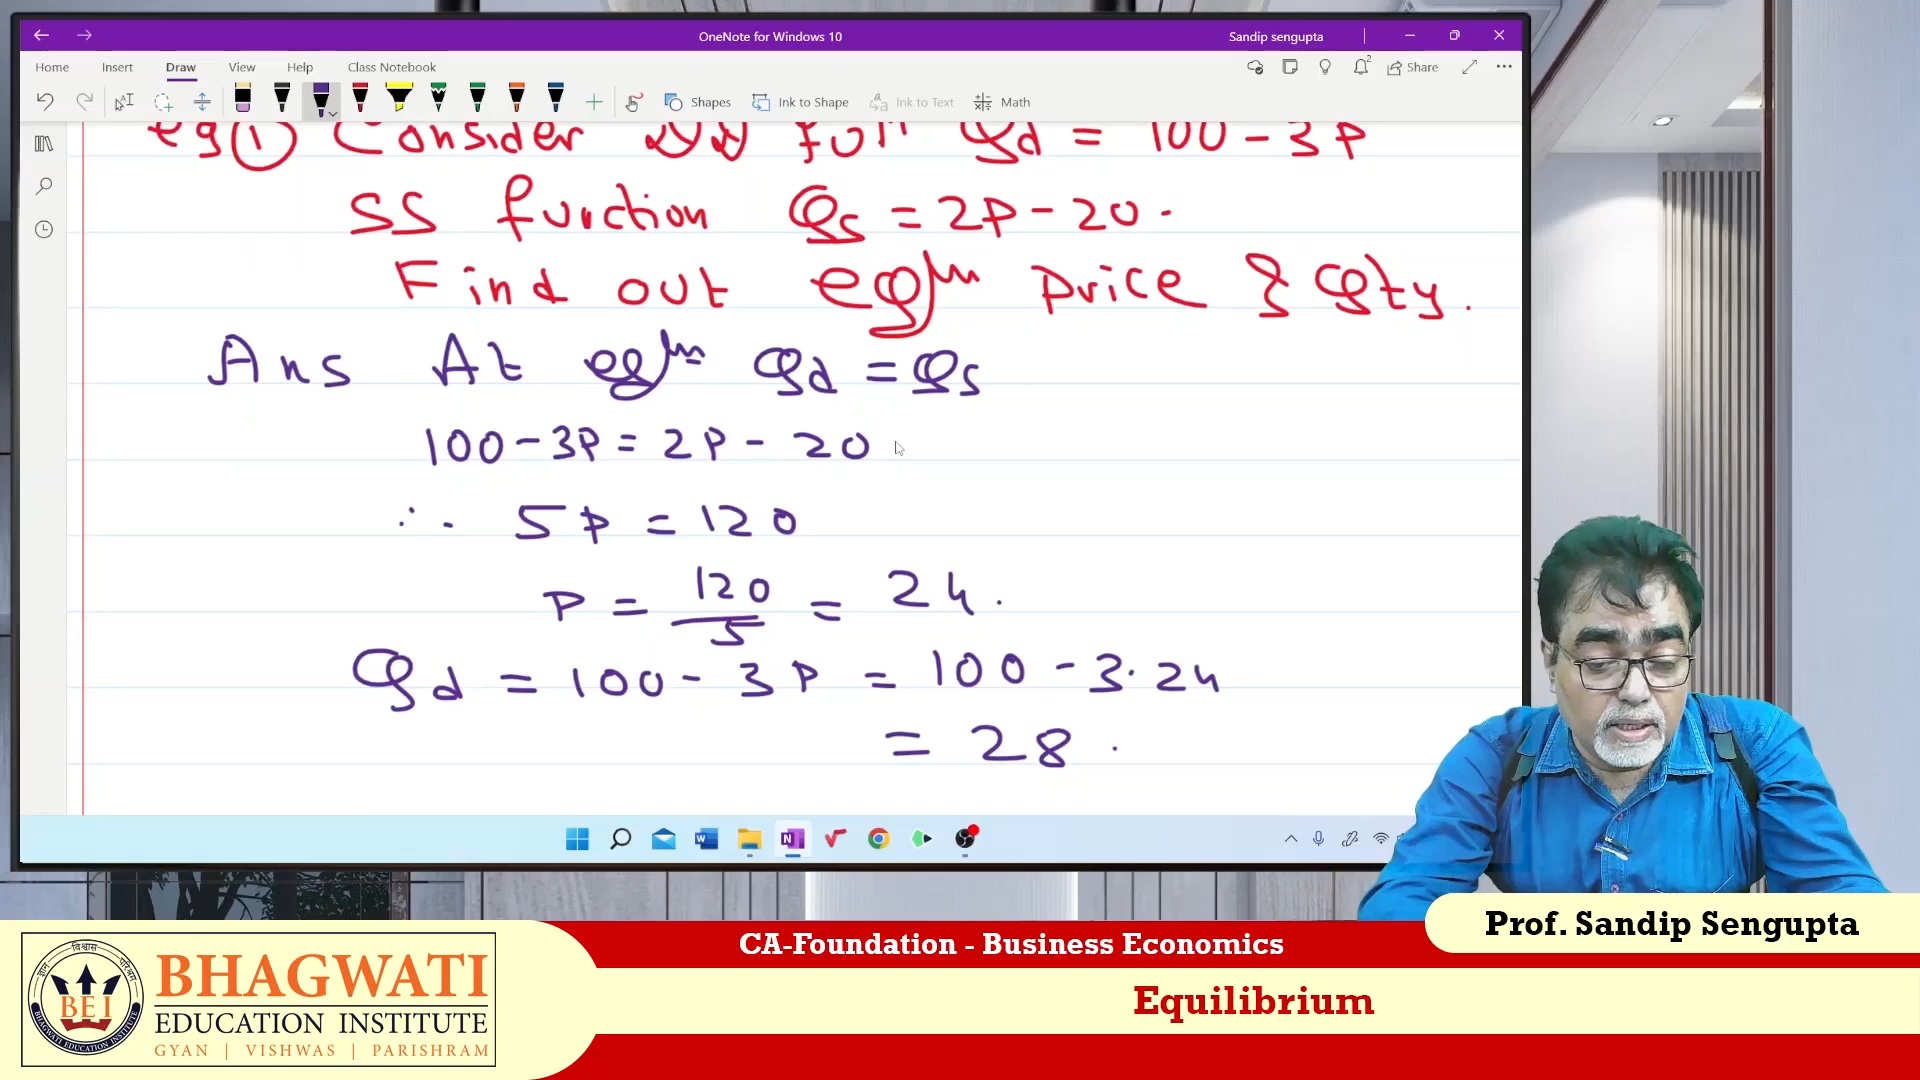 OneNote for Windows 10
Sandip sengupta
Home Insert Draw View Help Class Notebook
2
Share
Shapes Ink to Shape Ink to Text Math
eg ① Consider DD fun Qd = 100 - 3P
SS function Qs = 2P - 20.
Find out eqm price & Qty.
Ans At eqm Qd = Qs
100 - 3P = 2P - 20
∴ 5P = 120
P = 120/5 = 24.
Qd = 100 - 3P = 100 - 3.24
= 28.
Prof. Sandip Sengupta
CA-Foundation - Business Economics
Equilibrium
विश्वास
BEI
BHAGWATI
EDUCATION INSTITUTE
GYAN | VISHWAS | PARISHRAM